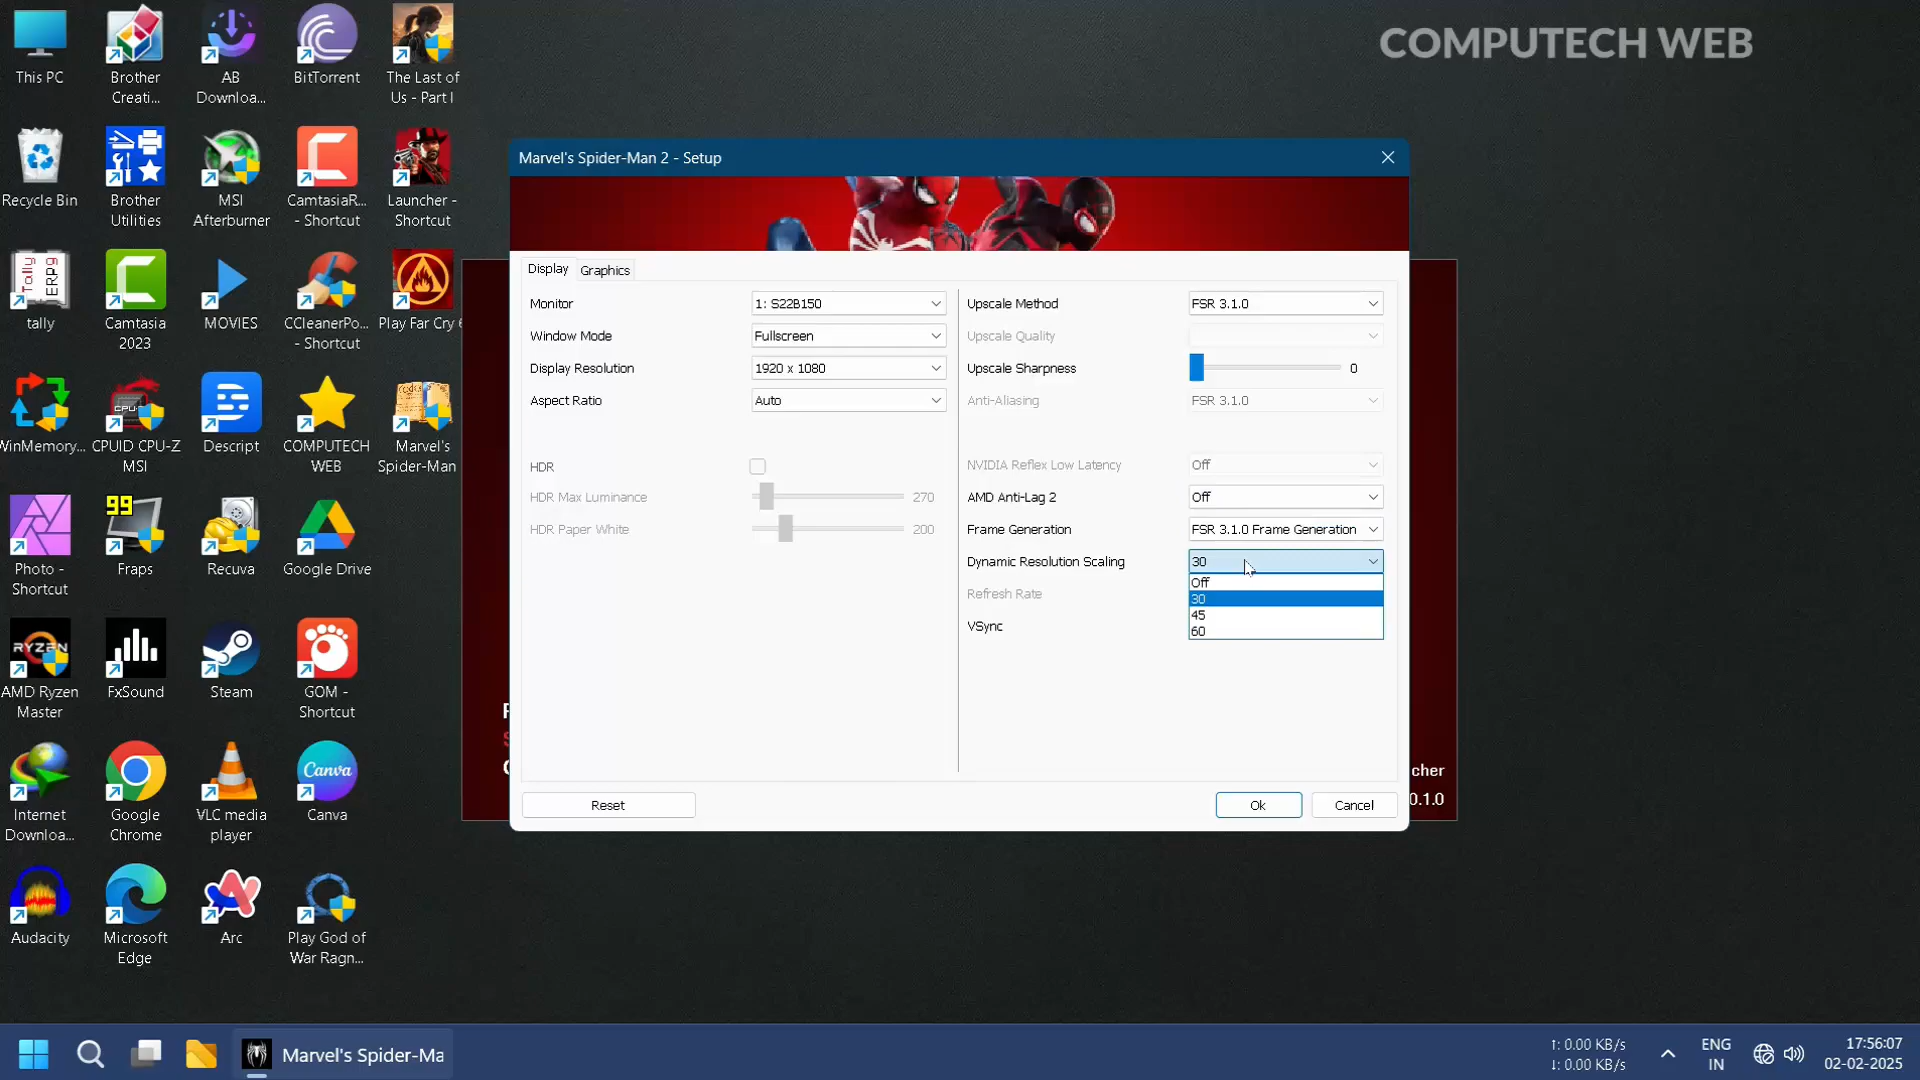 COMPUTECH WEB
This PC
Brother
Creati...
AB
Downloa...
BitTorrent
The Last of
Us - Part I
Recycle Bin
Brother
Utilities
MSI
Afterburner
CamtasiaR...
- Shortcut
Launcher -
Shortcut
Tally
ERP9
tally
Camtasia
2023
MOVIES
CCleanerPo...
- Shortcut
Play Far Cry 6
WinMemory...
CPUID CPU-Z
MSI
Descript
COMPUTECH
WEB
Marvel's
Spider-Man
Photo -
Shortcut
99
Fraps
Recuva
Google Drive
RYZEN
AMD Ryzen
Master
FxSound
Steam
GOM -
Shortcut
Internet
Downloa...
Google
Chrome
VLC media
player
Canva
Canva
Audacity
Microsoft
Edge
Arc
Play God of
War Ragn...
Marvel's Spider-Man 2 - Setup
Display
Graphics
Monitor
1: S22B150
Window Mode
Fullscreen
Display Resolution
1920 x 1080
Aspect Ratio
Auto
HDR
HDR Max Luminance
270
HDR Paper White
200
Upscale Method
FSR 3.1.0
Upscale Quality
Upscale Sharpness
0
Anti-Aliasing
FSR 3.1.0
NVIDIA Reflex Low Latency
Off
AMD Anti-Lag 2
Off
Frame Generation
FSR 3.1.0 Frame Generation
Dynamic Resolution Scaling
30
Off
30
45
60
Refresh Rate
VSync
Reset
Ok
Cancel
cher
0.1.0
Marvel's Spider-Ma
↑: 0.00 KB/s
↓: 0.00 KB/s
ENG
IN
17:56:07
02-02-2025